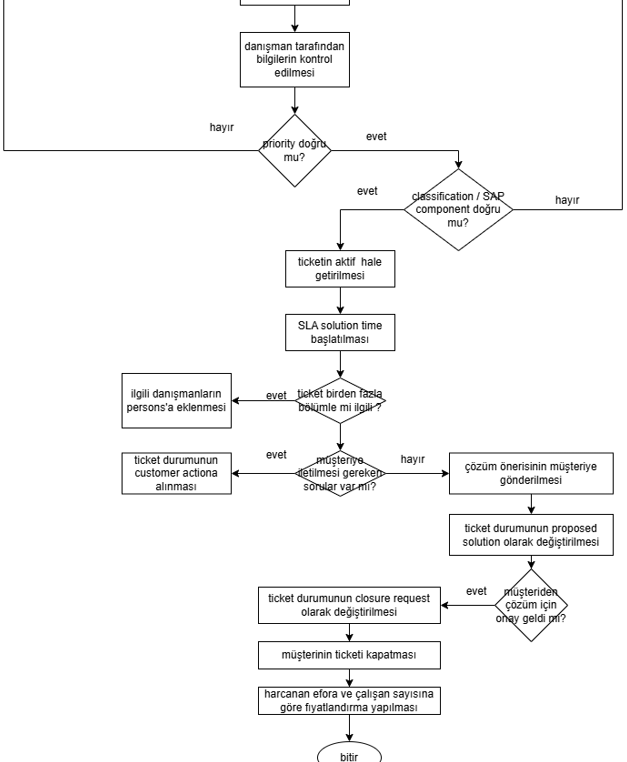 danışman tarafından
bilgilerin kontrol
edilmesi
hayır
priority doğru
mu?
evet
evet
classification / SAP
component doğru
mu?
hayır
ticketin aktif hale
getirilmesi
SLA solution time
başlatılması
ilgili danışmanların
persons'a eklenmesi
evet
ticket birden fazla
bölümle mi ilgili ?
ticket durumunun
customer actiona
alınması
evet
müşteriye
iletilmesi gereken
sorular var mı?
hayır
çözüm önerisinin müşteriye
gönderilmesi
ticket durumunun proposed
solution olarak değiştirilmesi
ticket durumunun closure request
olarak değiştirilmesi
evet
müşteriden
çözüm için
onay geldi mi?
müşterinin ticketi kapatması
harcanan efora ve çalışan sayısına
göre fiyatlandırma yapılması
bitir